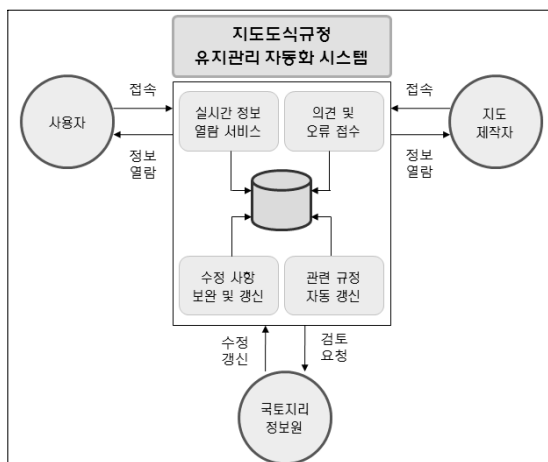 지도도식규정
유지관리 자동화 시스템
접속
사용자
정보
열람
실시간 정보
열람 서비스
의견 및
오류 접수
접속
지도
제작자
정보
열람
수정 사항
보완 및 갱신
관련 규정
자동 갱신
수정
갱신
검토
요청
국토지리
정보원